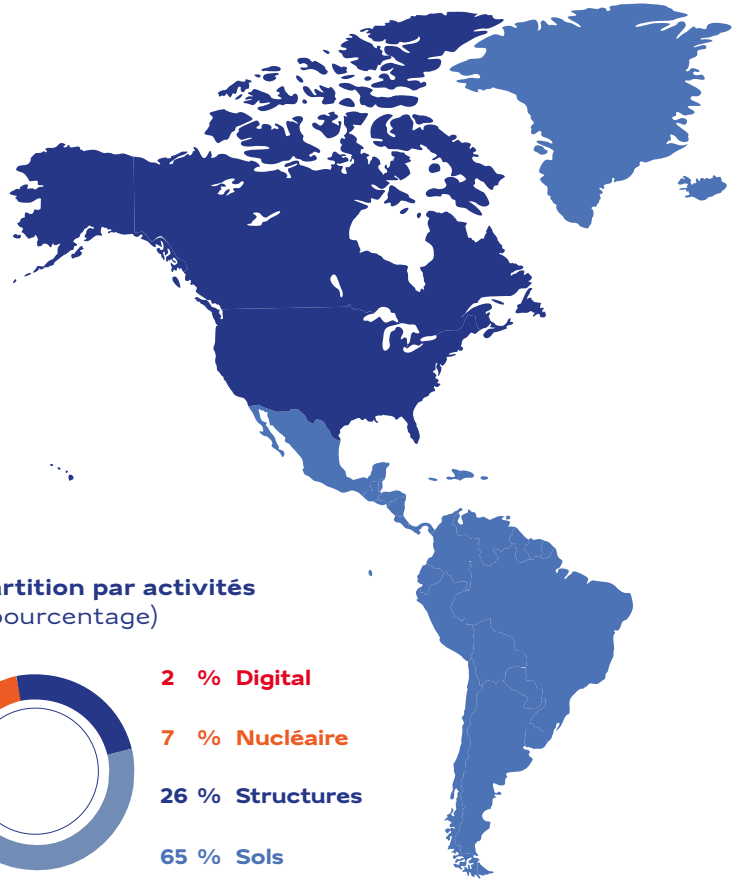 artition par activités
pourcentage)
2 % Digital
7 % Nucléaire
26 % Structures
65 % Sols